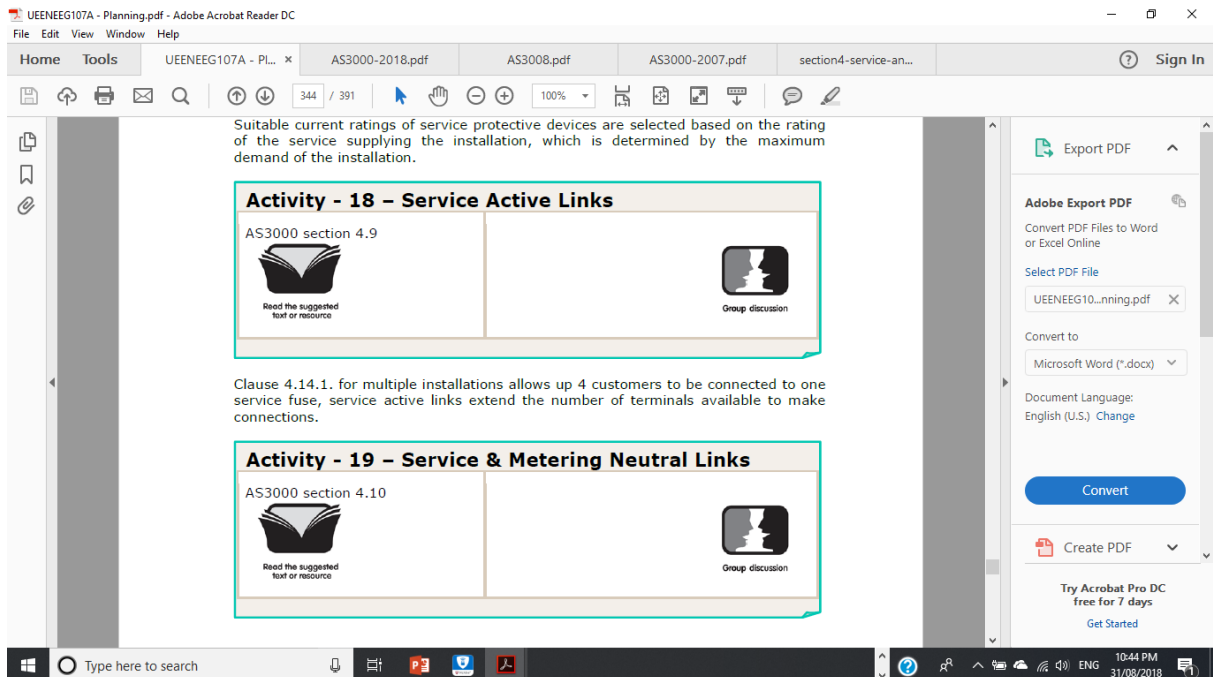 UEENEEG107A - Planning.pdf - Adobe Acrobat Reader DC
File Edit View Window Help
Home Tools UEENEEG107A - Pl... × AS3000-2018.pdf AS3008.pdf AS3000-2007.pdf section4-service-an... ? Sign In
344 / 391 100%
Suitable current ratings of service protective devices are selected based on the rating
of the service supplying the installation, which is determined by the maximum
demand of the installation.
Activity - 18 – Service Active Links
AS3000 section 4.9
Read the suggested
text or resource
Group discussion
Clause 4.14.1. for multiple installations allows up 4 customers to be connected to one
service fuse, service active links extend the number of terminals available to make
connections.
Activity - 19 – Service & Metering Neutral Links
AS3000 section 4.10
Read the suggested
text or resource
Group discussion
Export PDF
Adobe Export PDF
Convert PDF Files to Word
or Excel Online
Select PDF File
UEENEEG10...nning.pdf ×
Convert to
Microsoft Word (*.docx)
Document Language:
English (U.S.) Change
Convert
Create PDF
Try Acrobat Pro DC
free for 7 days
Get Started
Type here to search
ENG
10:44 PM
31/08/2018